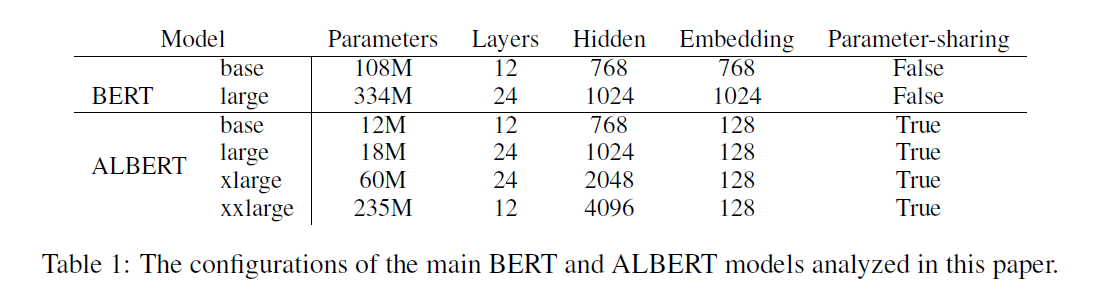 Model Parameters Layers Hidden Embedding Parameter-sharing
base 108M 12 768 768 False
BERT large 334M 24 1024 1024 False
base 12M 12 768 128 True
large 18M 24 1024 128 True
ALBERT
xlarge 60M 24 2048 128 True
xxlarge 235M 12 4096 128 True
Table 1: The configurations of the main BERT and ALBERT models analyzed in this paper.